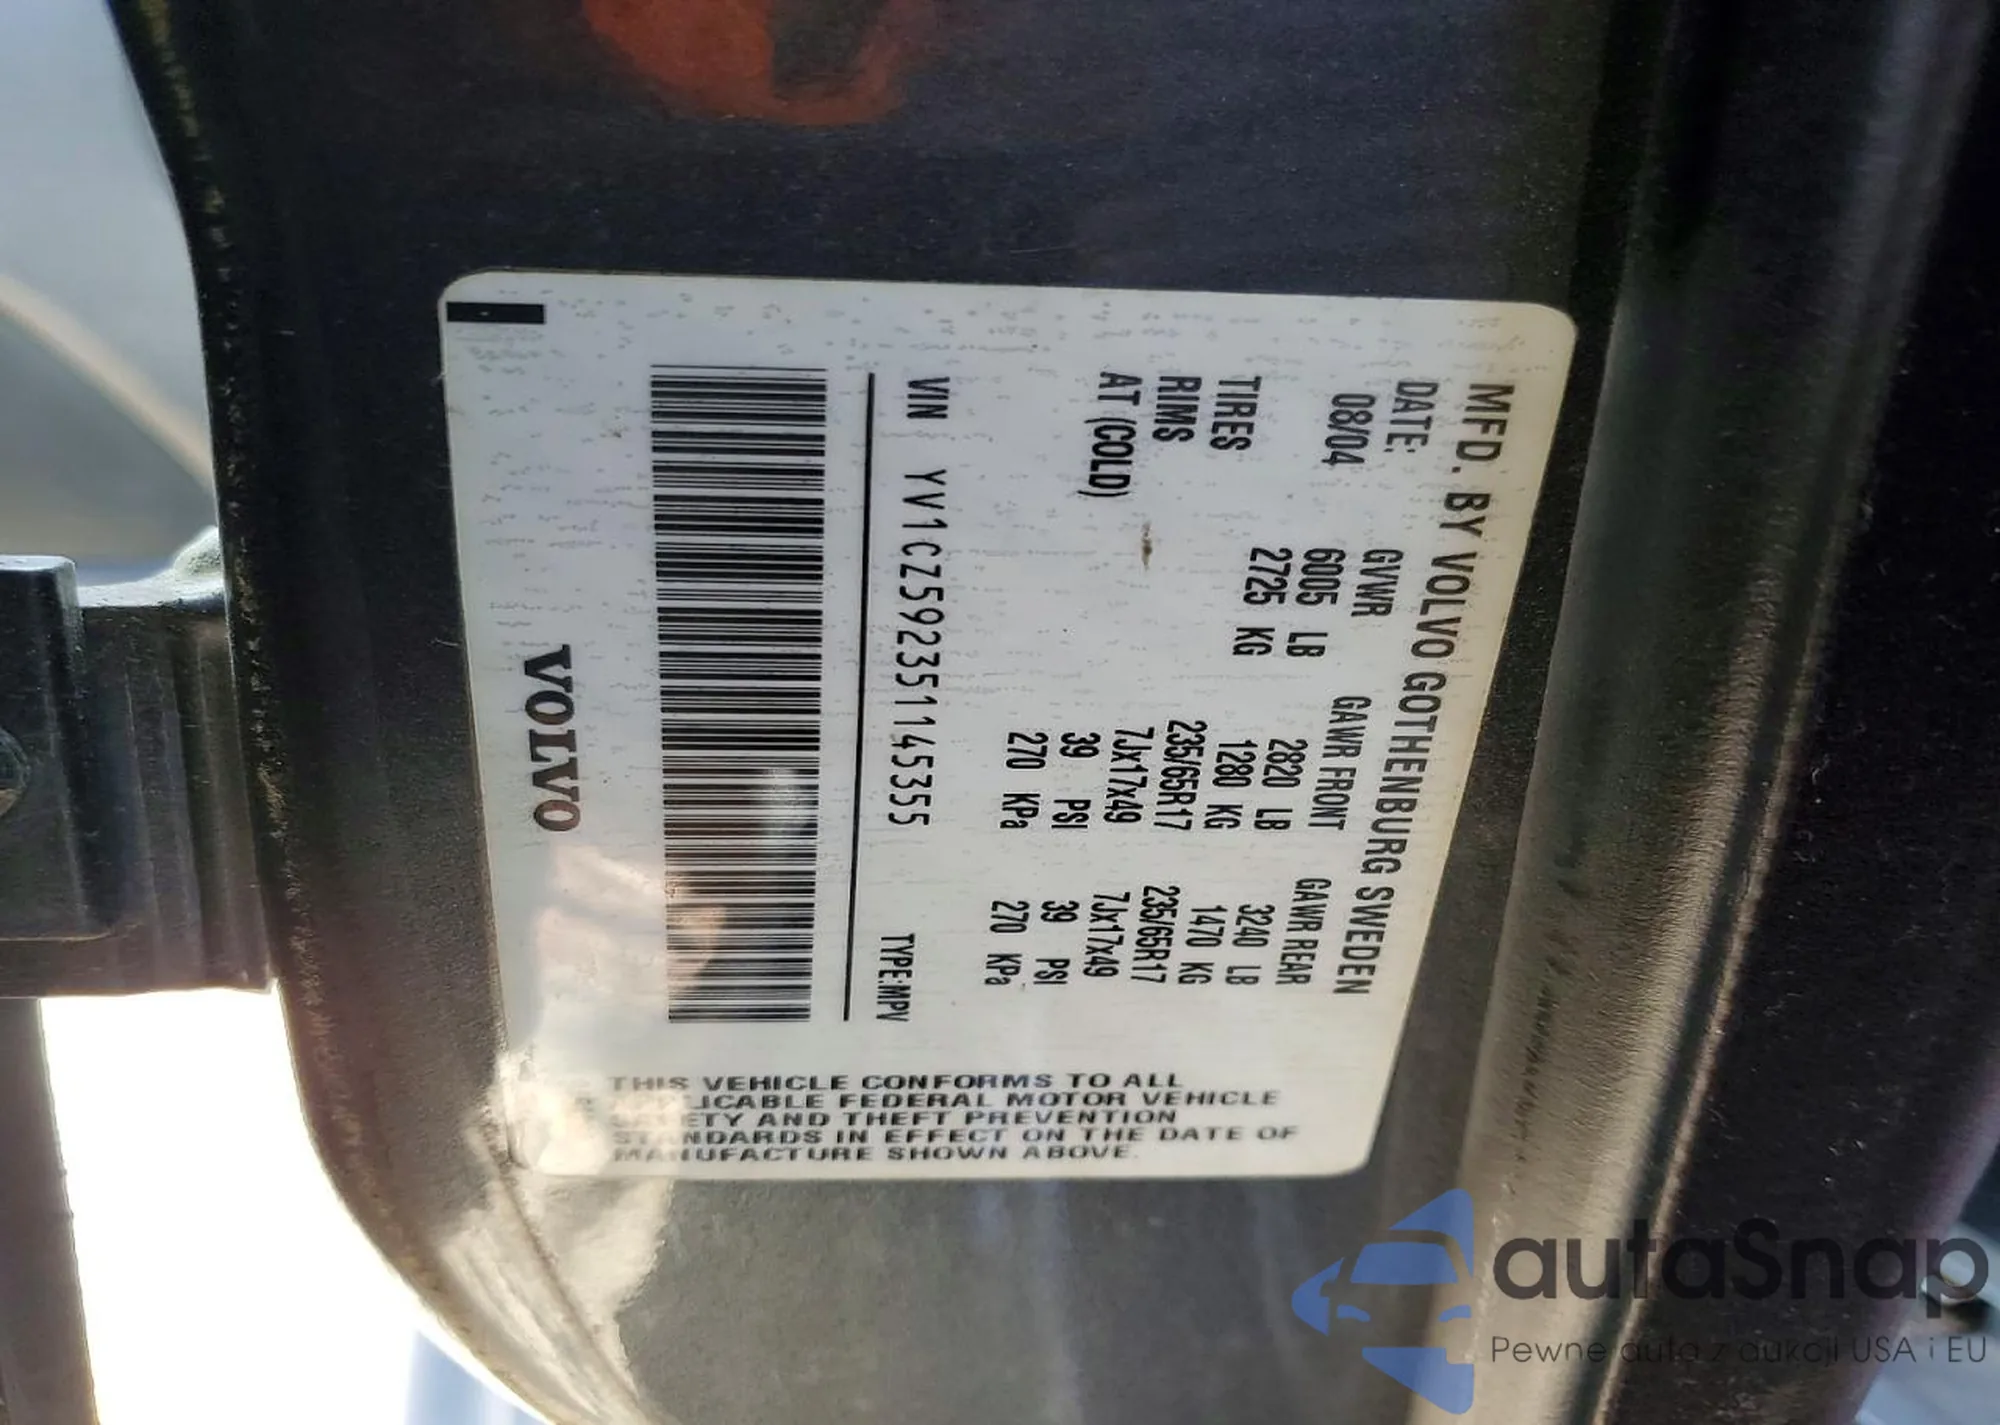 MFD. BY VOLVO GOTHENBURG SWEDEN
DATE: GVWR GAWR FRONT GAWR REAR
08/04 6005 LB 2820 LB 3240 LB
2725 KG 1280 KG 1470 KG
TIRES 235/65R17 235/65R17
RIMS 7Jx17x49 7Jx17x49
AT (COLD) 39 PSI 39 PSI
270 KPa 270 KPa
VIN YV1CZ592351145355 TYPE:MPV
VOLVO
THIS VEHICLE CONFORMS TO ALL
APPLICABLE FEDERAL MOTOR VEHICLE
SAFETY AND THEFT PREVENTION
STANDARDS IN EFFECT ON THE DATE OF
MANUFACTURE SHOWN ABOVE.
autaSnap
Pewne auta z aukcji USA i EU